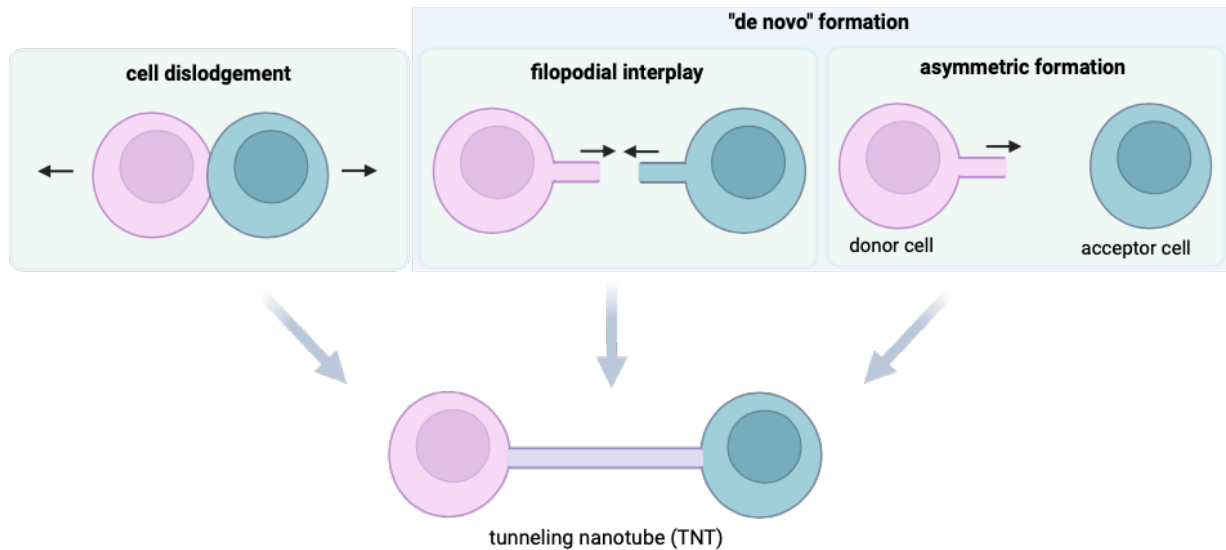 "de novo" formation
cell dislodgement
filopodial interplay
asymmetric formation
donor cell
acceptor cell
tunneling nanotube (TNT)